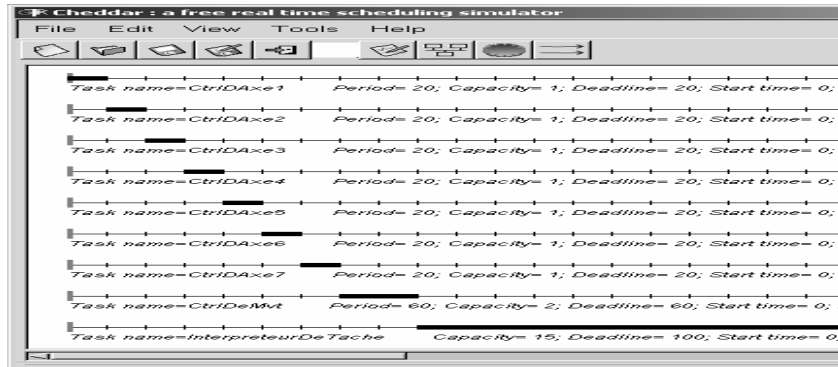 Cheddar : a free real time scheduling simulator
File Edit View Tools Help
Task name=CtrlDAxe1 Period= 20; Capacity= 1; Deadline= 20; Start time= 0;
Task name=CtrlDAxe2 Period= 20; Capacity= 1; Deadline= 20; Start time= 0;
Task name=CtrlDAxe3 Period= 20; Capacity= 1; Deadline= 20; Start time= 0;
Task name=CtrlDAxe4 Period= 20; Capacity= 1; Deadline= 20; Start time= 0;
Task name=CtrlDAxe5 Period= 20; Capacity= 1; Deadline= 20; Start time= 0;
Task name=CtrlDAxe6 Period= 20; Capacity= 1; Deadline= 20; Start time= 0;
Task name=CtrlDAxe7 Period= 20; Capacity= 1; Deadline= 20; Start time= 0;
Task name=CtrlDeMvt Period= 60; Capacity= 2; Deadline= 60; Start time= 0;
Task name=InterpreteurDeTache Capacity= 15; Deadline= 100; Start time= 0;